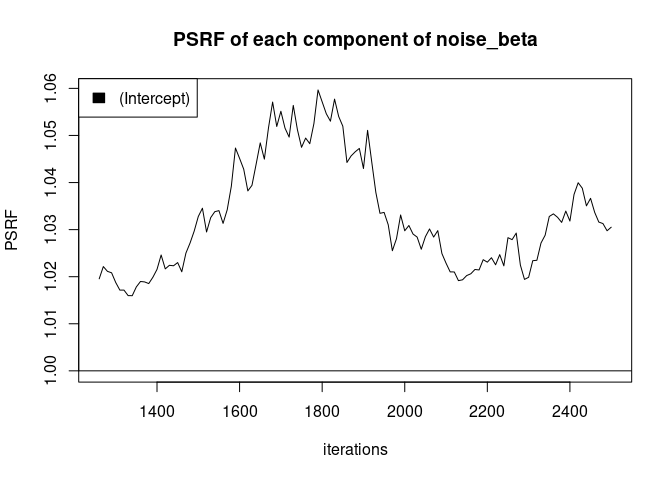 PSRF of each component of noise_beta
(Intercept)
PSRF
1.06
1.05
1.04
1.03
1.02
1.01
1.00
1400 1600 1800 2000 2200 2400
iterations